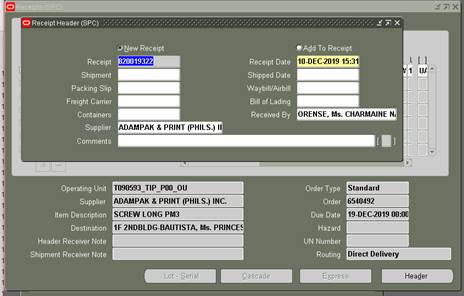 Receipts (SPC)
Receipt Header (SPC)
New Receipt
Add To Receipt
Receipt 820019322
Receipt Date 10-DEC-2019 15:31
Shipment
Shipped Date
Packing Slip
Waybill/Airbill
Freight Carrier
Bill of Lading
Containers
Received By ORENSE, Ms. CHARMAINE NA
Supplier ADAMPAK & PRINT (PHILS.) II
Comments
Operating Unit T090593_TIP_P00_OU
Order Type Standard
Supplier ADAMPAK & PRINT (PHILS.) INC.
Order 6540492
Item Description SCREW LONG PM3
Due Date 19-DEC-2019 00:00
Destination 1F 2NDBLDG-BAUTISTA, Ms. PRINCES
Hazard
Header Receiver Note
UN Number
Shipment Receiver Note
Routing Direct Delivery
Lot - Serial
Cascade
Express
Header